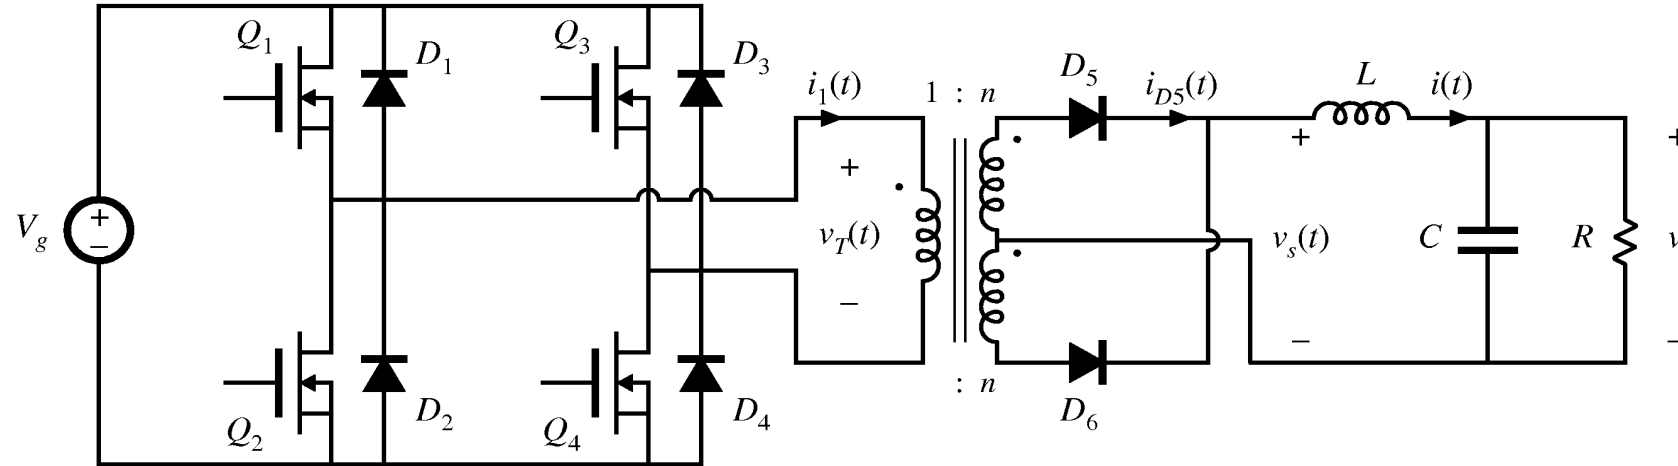 Q1
D1
Q3
D3
i1(t)
1 : n
D5
iD5(t)
L
i(t)
+
+
+
Vg
+
−
vT(t)
vs(t)
C
R
v
−
−
−
Q2
D2
Q4
D4
: n
D6